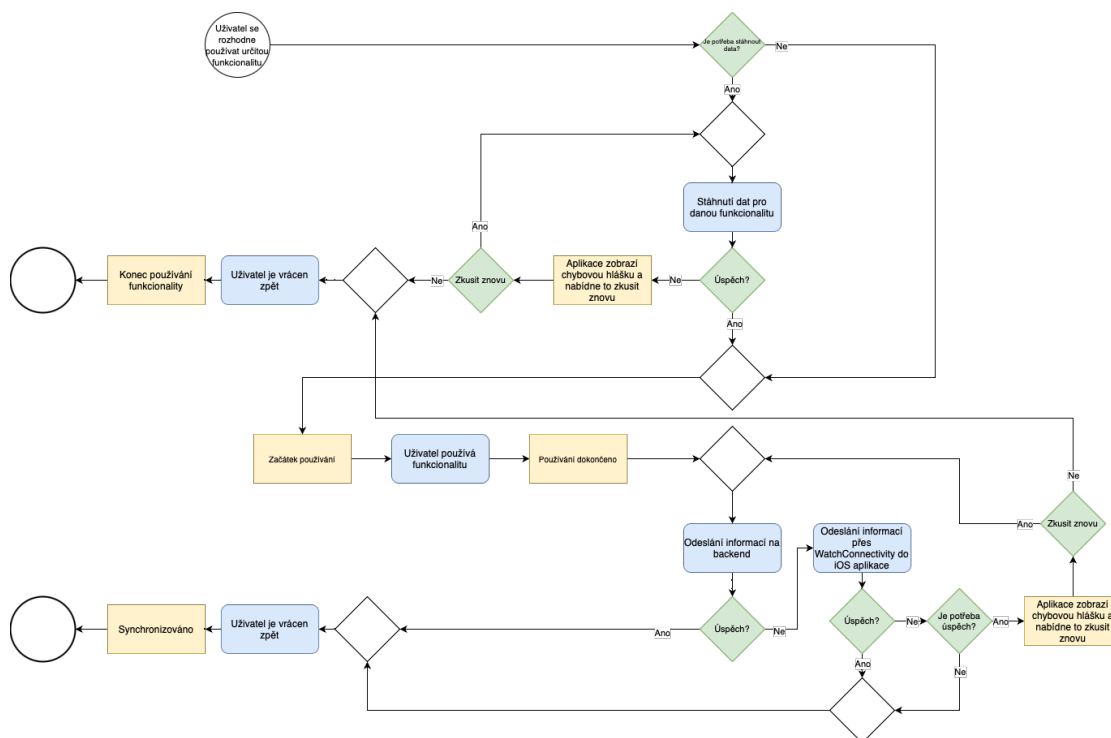 Uživatel se
rozhodne
používat určitou
funkcionalitu
Je potřeba stáhnout
data?
Ne
Ano
Stáhnutí dat pro
danou funkcionalitu
Ano
Konec používání
funkcionality
Uživatel je vrácen
zpět
Ne
Zkusit znovu
Aplikace zobrazí
chybovou hlášku a
nabídne to zkusit
znovu
Ne
Úspěch?
Ano
Začátek používání
Uživatel používá
funkcionalitu
Používání dokončeno
Ne
Ano
Zkusit znovu
Odeslání informací na
backend
Odeslání informací
přes
WatchConnectivity do
iOS aplikace
Synchronizováno
Uživatel je vrácen
zpět
Ano
Úspěch?
Ne
Úspěch?
Ne
Je potřeba
úspěch?
Ano
Aplikace zobrazí
chybovou hlášku a
nabídne to zkusit
znovu
Ano
Ne